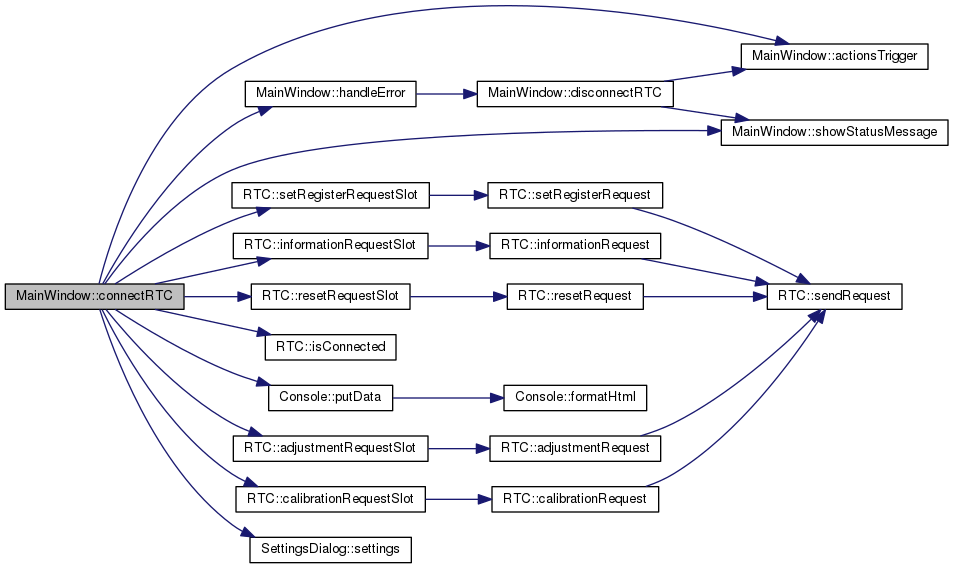 MainWindow::actionsTrigger
MainWindow::handleError
MainWindow::disconnectRTC
MainWindow::showStatusMessage
RTC::setRegisterRequestSlot
RTC::setRegisterRequest
RTC::informationRequestSlot
RTC::informationRequest
MainWindow::connectRTC
RTC::resetRequestSlot
RTC::resetRequest
RTC::sendRequest
RTC::isConnected
Console::putData
Console::formatHtml
RTC::adjustmentRequestSlot
RTC::adjustmentRequest
RTC::calibrationRequestSlot
RTC::calibrationRequest
SettingsDialog::settings